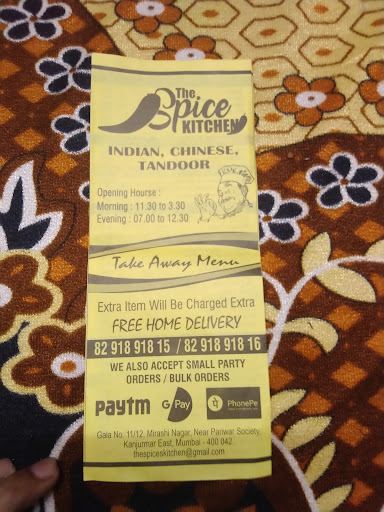 The
Spice
KITCHEN
INDIAN, CHINESE,
TANDOOR
Opening Hourse :
Morning : 11.30 to 3.30
Evening : 07.00 to 12.30
Take Away Menu
Extra Item Will Be Charged Extra
FREE HOME DELIVERY
82 918 918 15 / 82 918 918 16
WE ALSO ACCEPT SMALL PARTY
ORDERS / BULK ORDERS
Paytm G Pay पे PhonePe
Gala No. 11/12, Mirashi Nagar, Near Panwar Society,
Kanjurmar East, Mumbai - 400 042.
thespiceskitchen@gmail.com